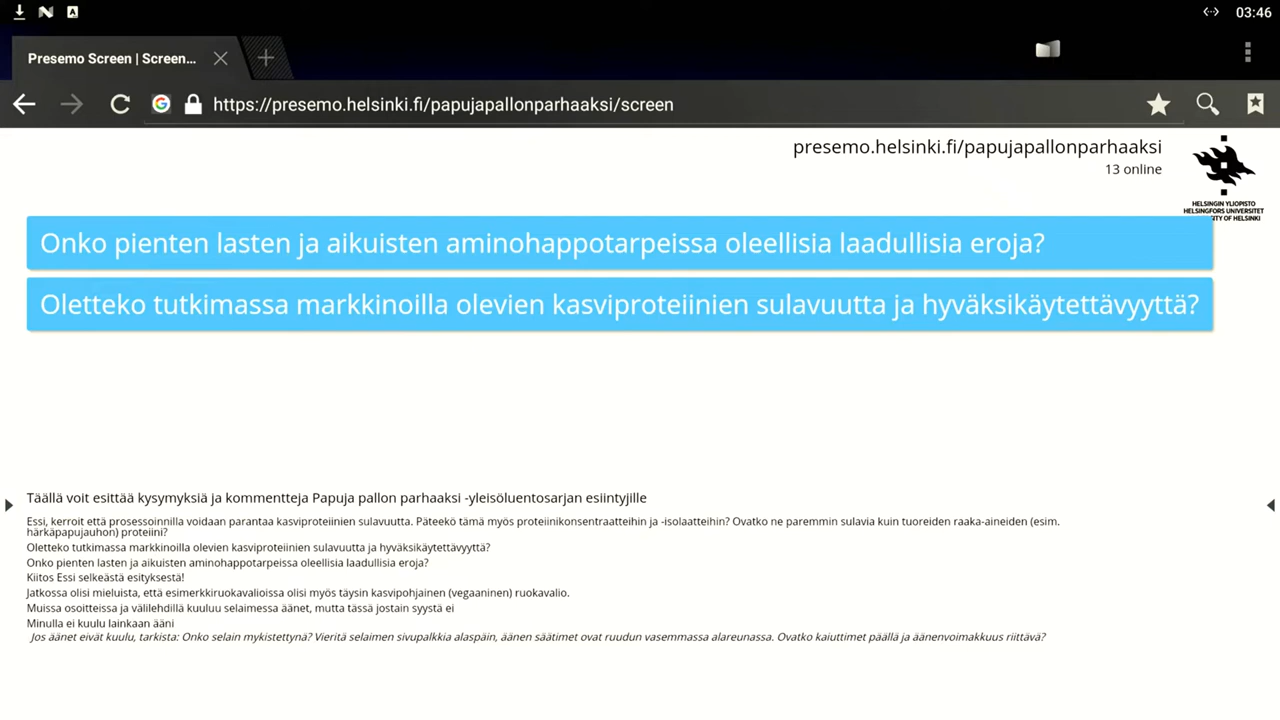 03:46
Presemo Screen | Screen...
https://presemo.helsinki.fi/papujapallonparhaaksi/screen
presemo.helsinki.fi/papujapallonparhaaksi
13 online
HELSINGIN YLIOPISTO
HELSINGFORS UNIVERSITET
ITY OF HELSINKI
Onko pienten lasten ja aikuisten aminohappotarpeissa oleellisia laadullisia eroja?
Oletteko tutkimassa markkinoilla olevien kasviproteiinien sulavuutta ja hyväksikäytettävyyttä?
Täällä voit esittää kysymyksiä ja kommentteja Papuja pallon parhaaksi -yleisöluentosarjan esiintyjille
Essi, kerroit että prosessoinnilla voidaan parantaa kasviproteiinien sulavuutta. Päteekö tämä myös proteiinikonsentraatteihin ja -isolaatteihin? Ovatko ne paremmin sulavia kuin tuoreiden raaka-aineiden (esim.
härkäpapujauhon) proteiini?
Oletteko tutkimassa markkinoilla olevien kasviproteiinien sulavuutta ja hyväksikäytettävyyttä?
Onko pienten lasten ja aikuisten aminohappotarpeissa oleellisia laadullisia eroja?
Kiitos Essi selkeästä esityksestä!
Jatkossa olisi mieluista, että esimerkkiruokavalioissa olisi myös täysin kasvipohjainen (vegaaninen) ruokavalio.
Muissa osoitteissa ja välilehdillä kuuluu selaimessa äänet, mutta tässä jostain syystä ei
Minulla ei kuulu lainkaan ääni
Jos äänet eivät kuulu, tarkista: Onko selain mykistettynä? Vieritä selaimen sivupalkkia alaspäin, äänen säätimet ovat ruudun vasemmassa alareunassa. Ovatko kaiuttimet päällä ja äänenvoimakkuus riittävä?